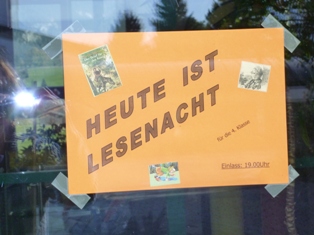 HEUTE IST
LESENACHT
für die 4. Klasse
Einlass: 19.00Uhr